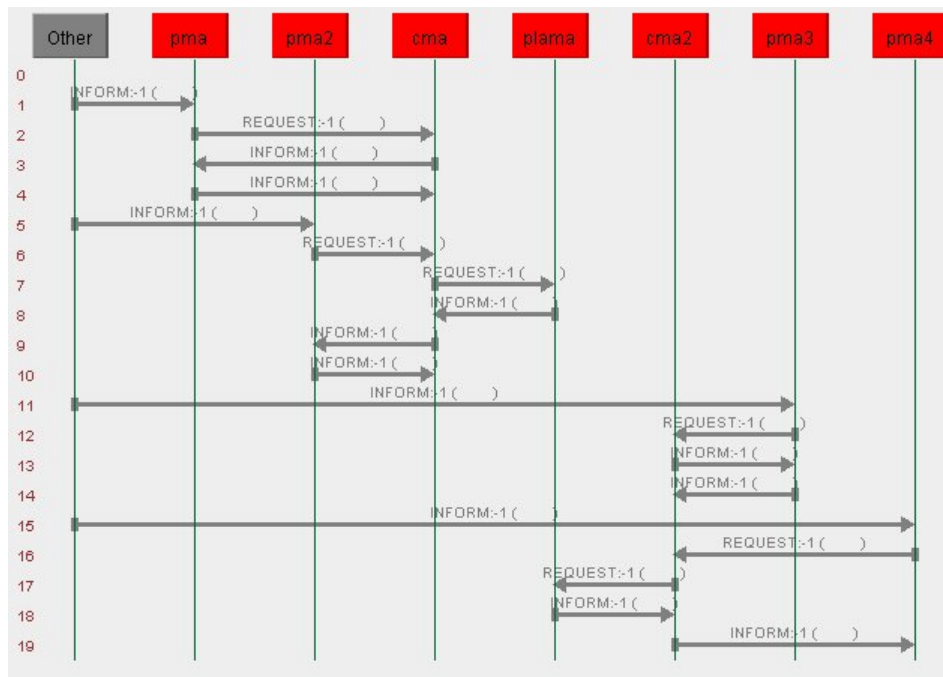 Other pma pma2 cma plama cma2 pma3 pma4
0
INFORM:-1 ( )
1
REQUEST:-1 ( )
2
INFORM:-1 ( )
3
INFORM:-1 ( )
4
INFORM:-1 ( )
5
REQUEST:-1 ( )
6
REQUEST:-1 ( )
7
INFORM:-1 ( )
8
INFORM:-1 ( )
9
INFORM:-1 ( )
10
INFORM:-1 ( )
11
REQUEST:-1 ( )
12
INFORM:-1 ( )
13
INFORM:-1 ( )
14
INFORM:-1 ( )
15
REQUEST:-1 ( )
16
REQUEST:-1 ( )
17
INFORM:-1 ( )
18
INFORM:-1 ( )
19